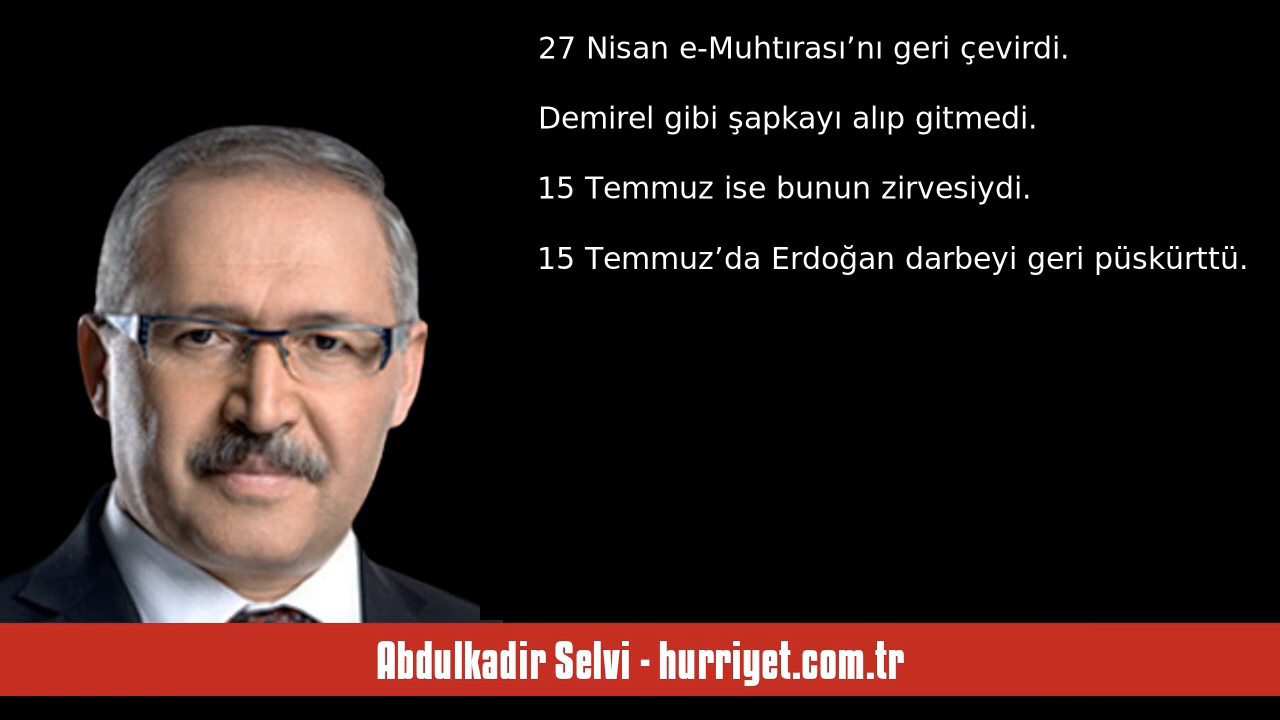 27 Nisan e-Muhtırası’nı geri çevirdi.
Demirel gibi şapkayı alıp gitmedi.
15 Temmuz ise bunun zirvesiydi.
15 Temmuz’da Erdoğan darbeyi geri püskürttü.
Abdulkadir Selvi - hurriyet.com.tr